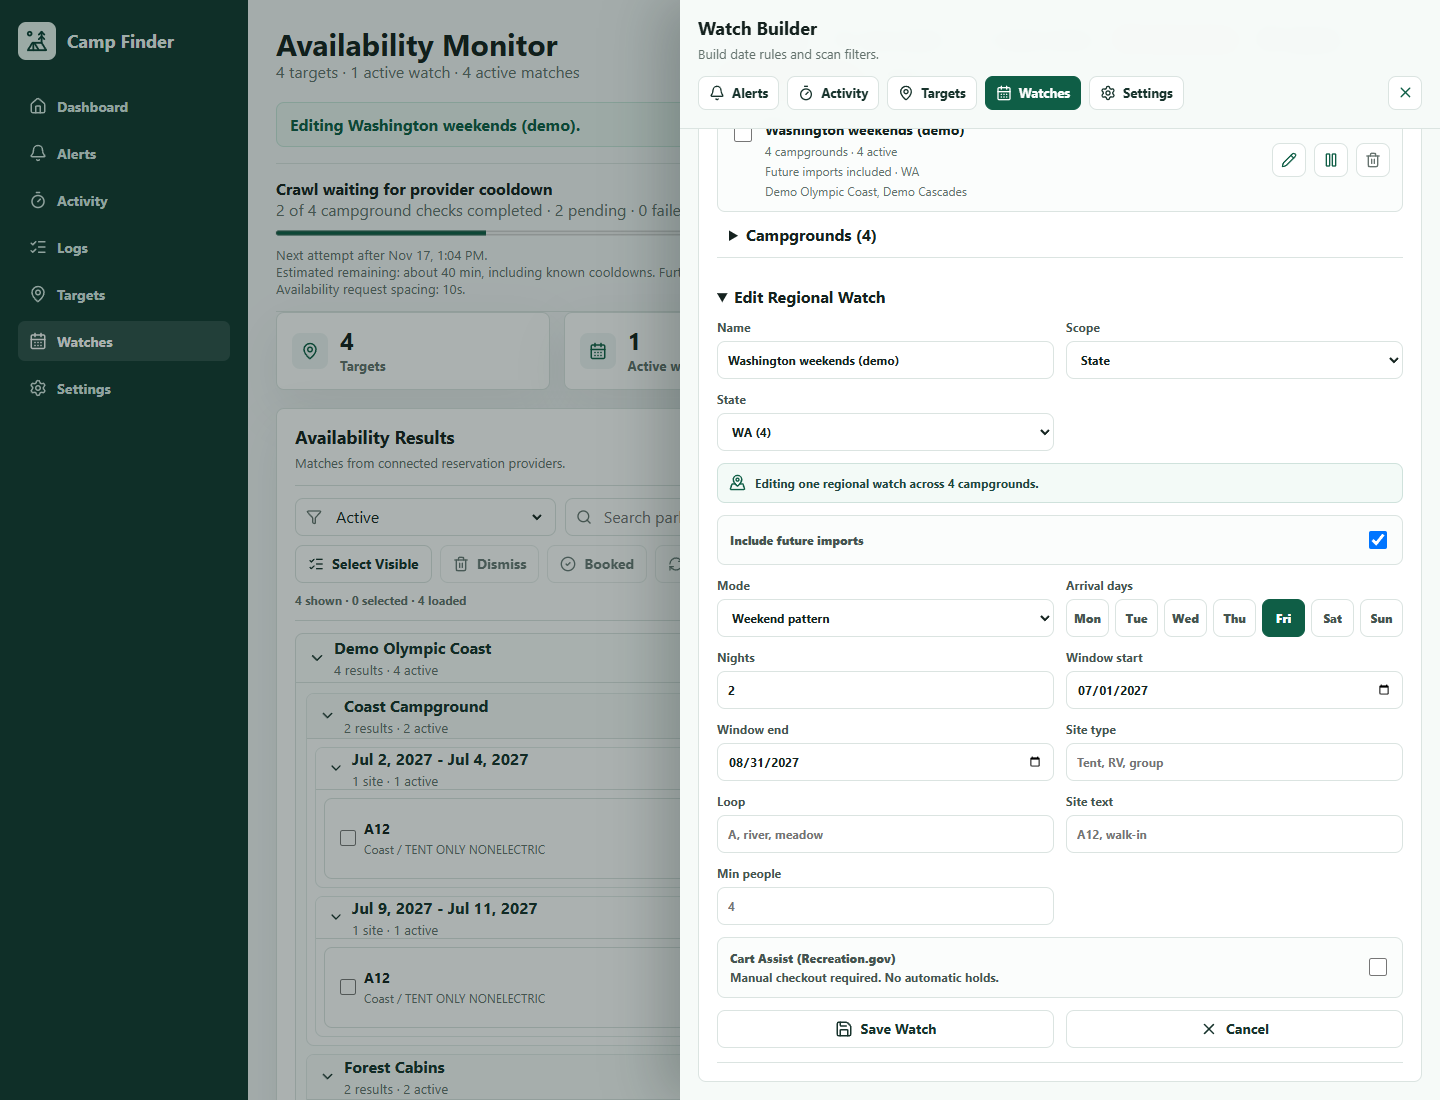 Camp Finder
Dashboard
Alerts
Activity
Logs
Targets
Watches
Settings
Availability Monitor
4 targets · 1 active watch · 4 active matches
Editing Washington weekends (demo).
Crawl waiting for provider cooldown
2 of 4 campground checks completed · 2 pending · 0 faile
Next attempt after Nov 17, 1:04 PM.
Estimated remaining: about 40 min, including known cooldowns. Furt
Availability request spacing: 10s.
4
Targets
1
Active w
Availability Results
Matches from connected reservation providers.
Active
Search par
Select Visible
Dismiss
Booked
4 shown · 0 selected · 4 loaded
Demo Olympic Coast
4 results · 4 active
Coast Campground
2 results · 2 active
Jul 2, 2027 - Jul 4, 2027
1 site · 1 active
A12
Coast / TENT ONLY NONELECTRIC
Jul 9, 2027 - Jul 11, 2027
1 site · 1 active
A12
Coast / TENT ONLY NONELECTRIC
Forest Cabins
2 results · 2 active
Watch Builder
Build date rules and scan filters.
Alerts
Activity
Targets
Watches
Settings
Washington weekends (demo)
4 campgrounds · 4 active
Future imports included · WA
Demo Olympic Coast, Demo Cascades
Campgrounds (4)
Edit Regional Watch
Name
Scope
Washington weekends (demo)
State
State
WA (4)
Editing one regional watch across 4 campgrounds.
Include future imports
Mode
Arrival days
Weekend pattern
Mon Tue Wed Thu Fri Sat Sun
Nights
Window start
2
07/01/2027
Window end
Site type
08/31/2027
Tent, RV, group
Loop
Site text
A, river, meadow
A12, walk-in
Min people
4
Cart Assist (Recreation.gov)
Manual checkout required. No automatic holds.
Save Watch
Cancel